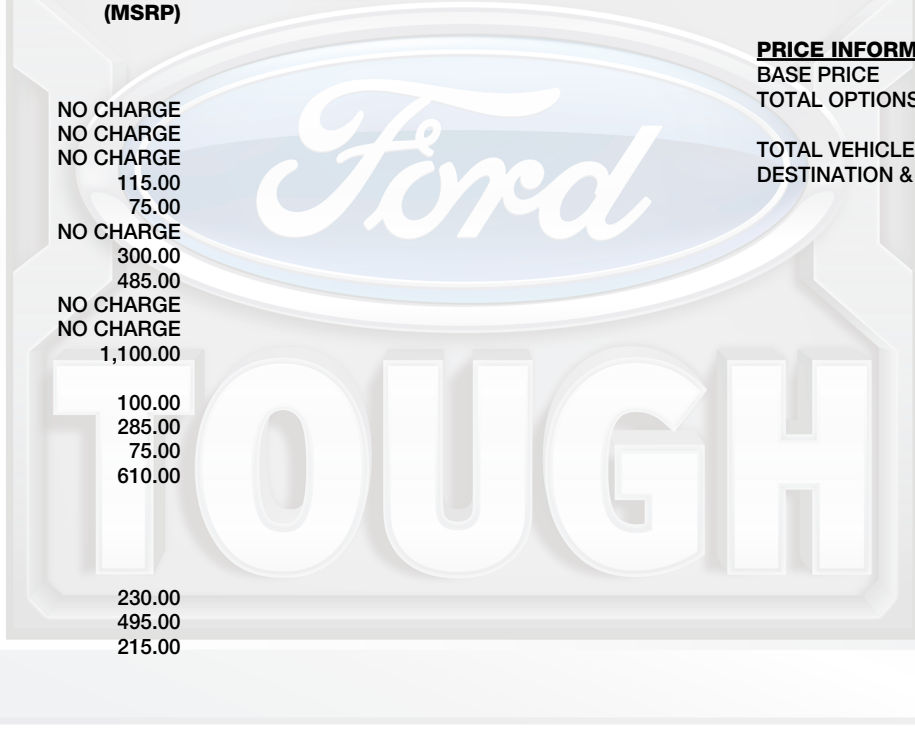 (MSRP)
NO CHARGE
NO CHARGE
NO CHARGE
115.00
75.00
NO CHARGE
300.00
485.00
NO CHARGE
NO CHARGE
1,100.00
100.00
285.00
75.00
610.00
230.00
495.00
215.00
PRICE INFORM
BASE PRICE
TOTAL OPTIONS
TOTAL VEHICLE
DESTINATION &
Ford
TOUGH